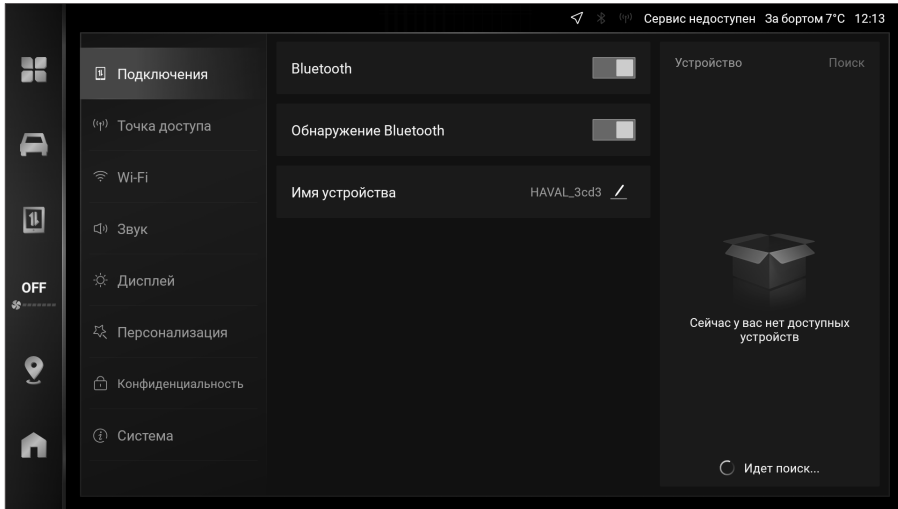 Сервис недоступен За бортом 7°C 12:13
Подключения
Точка доступа
Wi-Fi
Звук
Дисплей
Персонализация
Конфиденциальность
Система
OFF
Bluetooth
Обнаружение Bluetooth
Имя устройства HAVAL_3cd3
Устройство Поиск
Сейчас у вас нет доступных
устройств
Идет поиск...